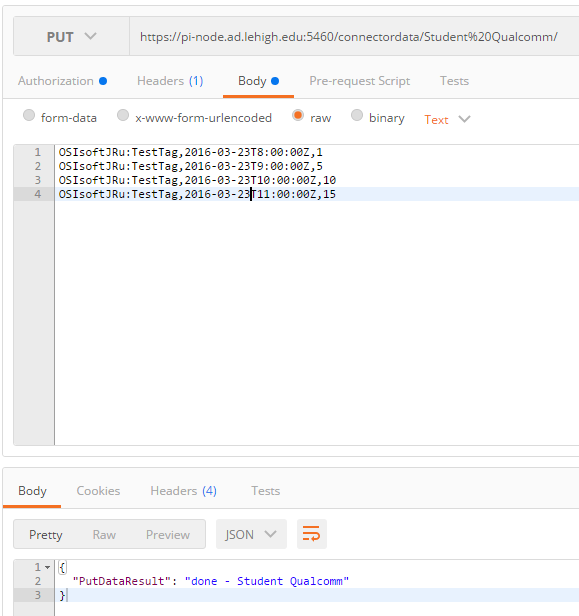 PUT https://pi-node.ad.lehigh.edu:5460/connectordata/Student%20Qualcomm/
Authorization Headers (1) Body Pre-request Script Tests
form-data x-www-form-urlencoded raw binary Text
1 OSIsoftJRu:TestTag,2016-03-23T8:00:00Z,1
2 OSIsoftJRu:TestTag,2016-03-23T9:00:00Z,5
3 OSIsoftJRu:TestTag,2016-03-23T10:00:00Z,10
4 OSIsoftJRu:TestTag,2016-03-23T11:00:00Z,15
Body Cookies Headers (4) Tests
Pretty Raw Preview JSON
1 {
2 "PutDataResult": "done - Student Qualcomm"
3 }